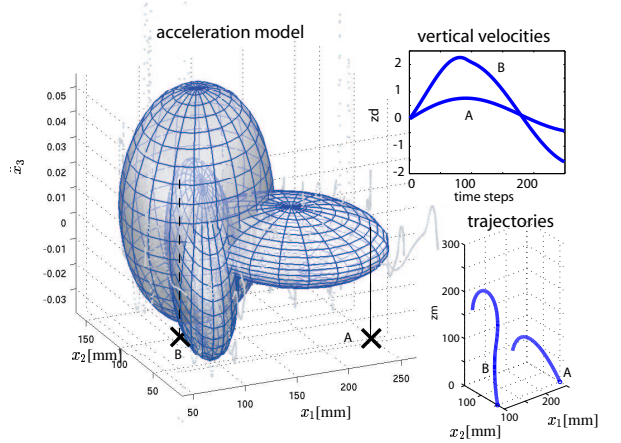 acceleration model
vertical velocities
ẍ₃
0.05
0.04
0.03
0.02
0.01
0
-0.01
-0.02
-0.03
150
100
50
x₂[mm]
50
100
150
200
250
x₁[mm]
B
A
2
1
0
-1
-2
zd
B
A
0
100
200
time steps
trajectories
300
200
100
0
zm
B
A
100
100
200
x₂[mm]
x₁[mm]